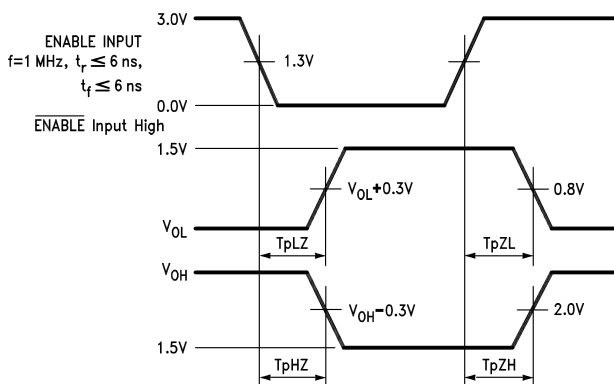 3.0V
ENABLE INPUT
f=1 MHz, tr ≤ 6 ns,
tf ≤ 6 ns
1.3V
0.0V
ENABLE Input High
1.5V
VOL+0.3V
0.8V
VOL
TpLZ
TpZL
VOH
VOH−0.3V
2.0V
1.5V
TpHZ
TpZH